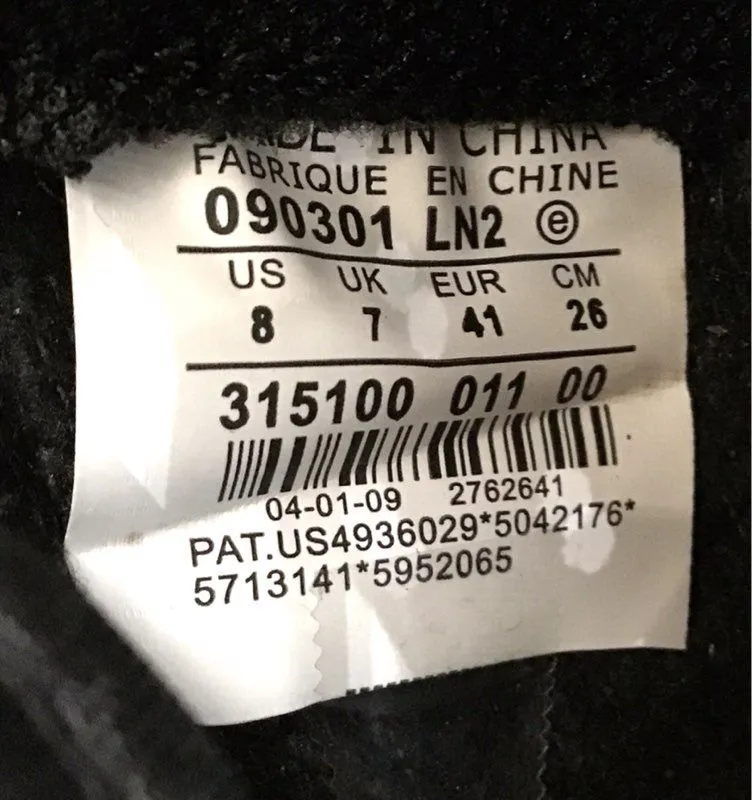 MADE IN CHINA
FABRIQUE EN CHINE
090301 LN2 e
US UK EUR CM
8 7 41 26
315100 011 00
04-01-09 2762641
PAT.US4936029*5042176*
5713141*5952065